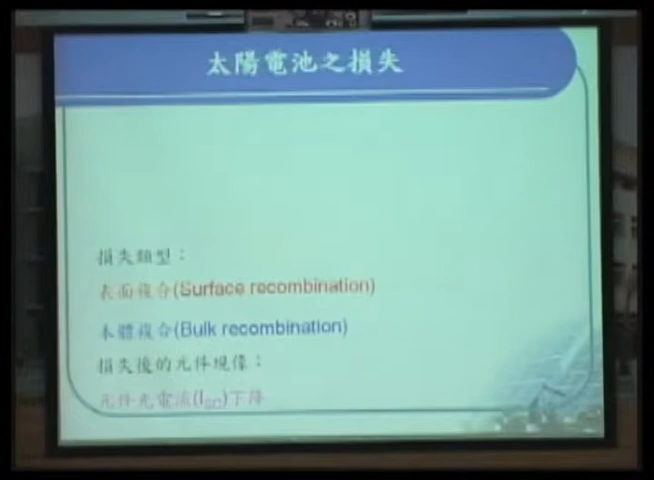 太陽電池之損失
損失類型：
表面複合(Surface recombination)
本體複合(Bulk recombination)
損失後的元件現像：
元件光電流(Isc)下降